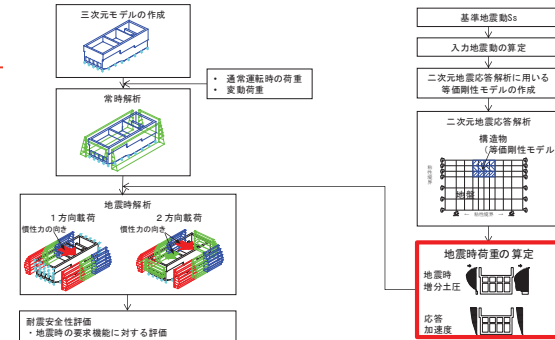 三次元モデルの作成
・ 通常運転時の荷重
・ 変動荷重
常時解析
地震時解析
1方向載荷
慣性力の向き
2方向載荷
慣性力の向き
耐震安全性評価
・地震時の要求機能に対する評価
基準地震動Ss
入力地震動の算定
二次元地震応答解析に用いる
等価剛性モデルの作成
二次元地震応答解析
構造物
(等価剛性モデル
地盤
粘性境界
地震時荷重の算定
地震時
増分土圧
応答
加速度